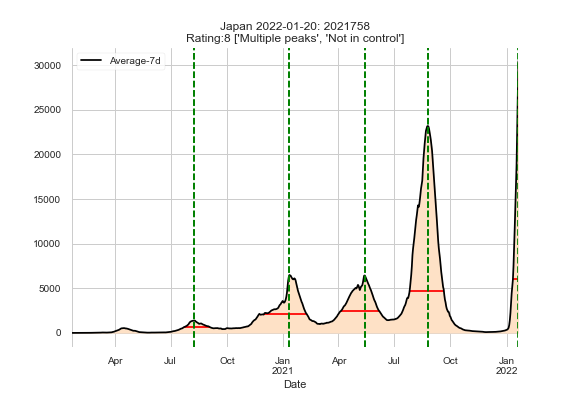 Japan 2022-01-20: 2021758
Rating:8 ['Multiple peaks', 'Not in control']
Average-7d
30000
25000
20000
15000
10000
5000
0
Apr Jul Oct Jan Apr Jul Oct Jan
2021 2022
Date